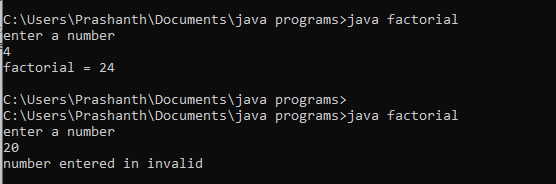 C:\Users\Prashanth\Documents\java programs>java factorial
enter a number
4
factorial = 24
C:\Users\Prashanth\Documents\java programs>
C:\Users\Prashanth\Documents\java programs>java factorial
enter a number
20
number entered in invalid